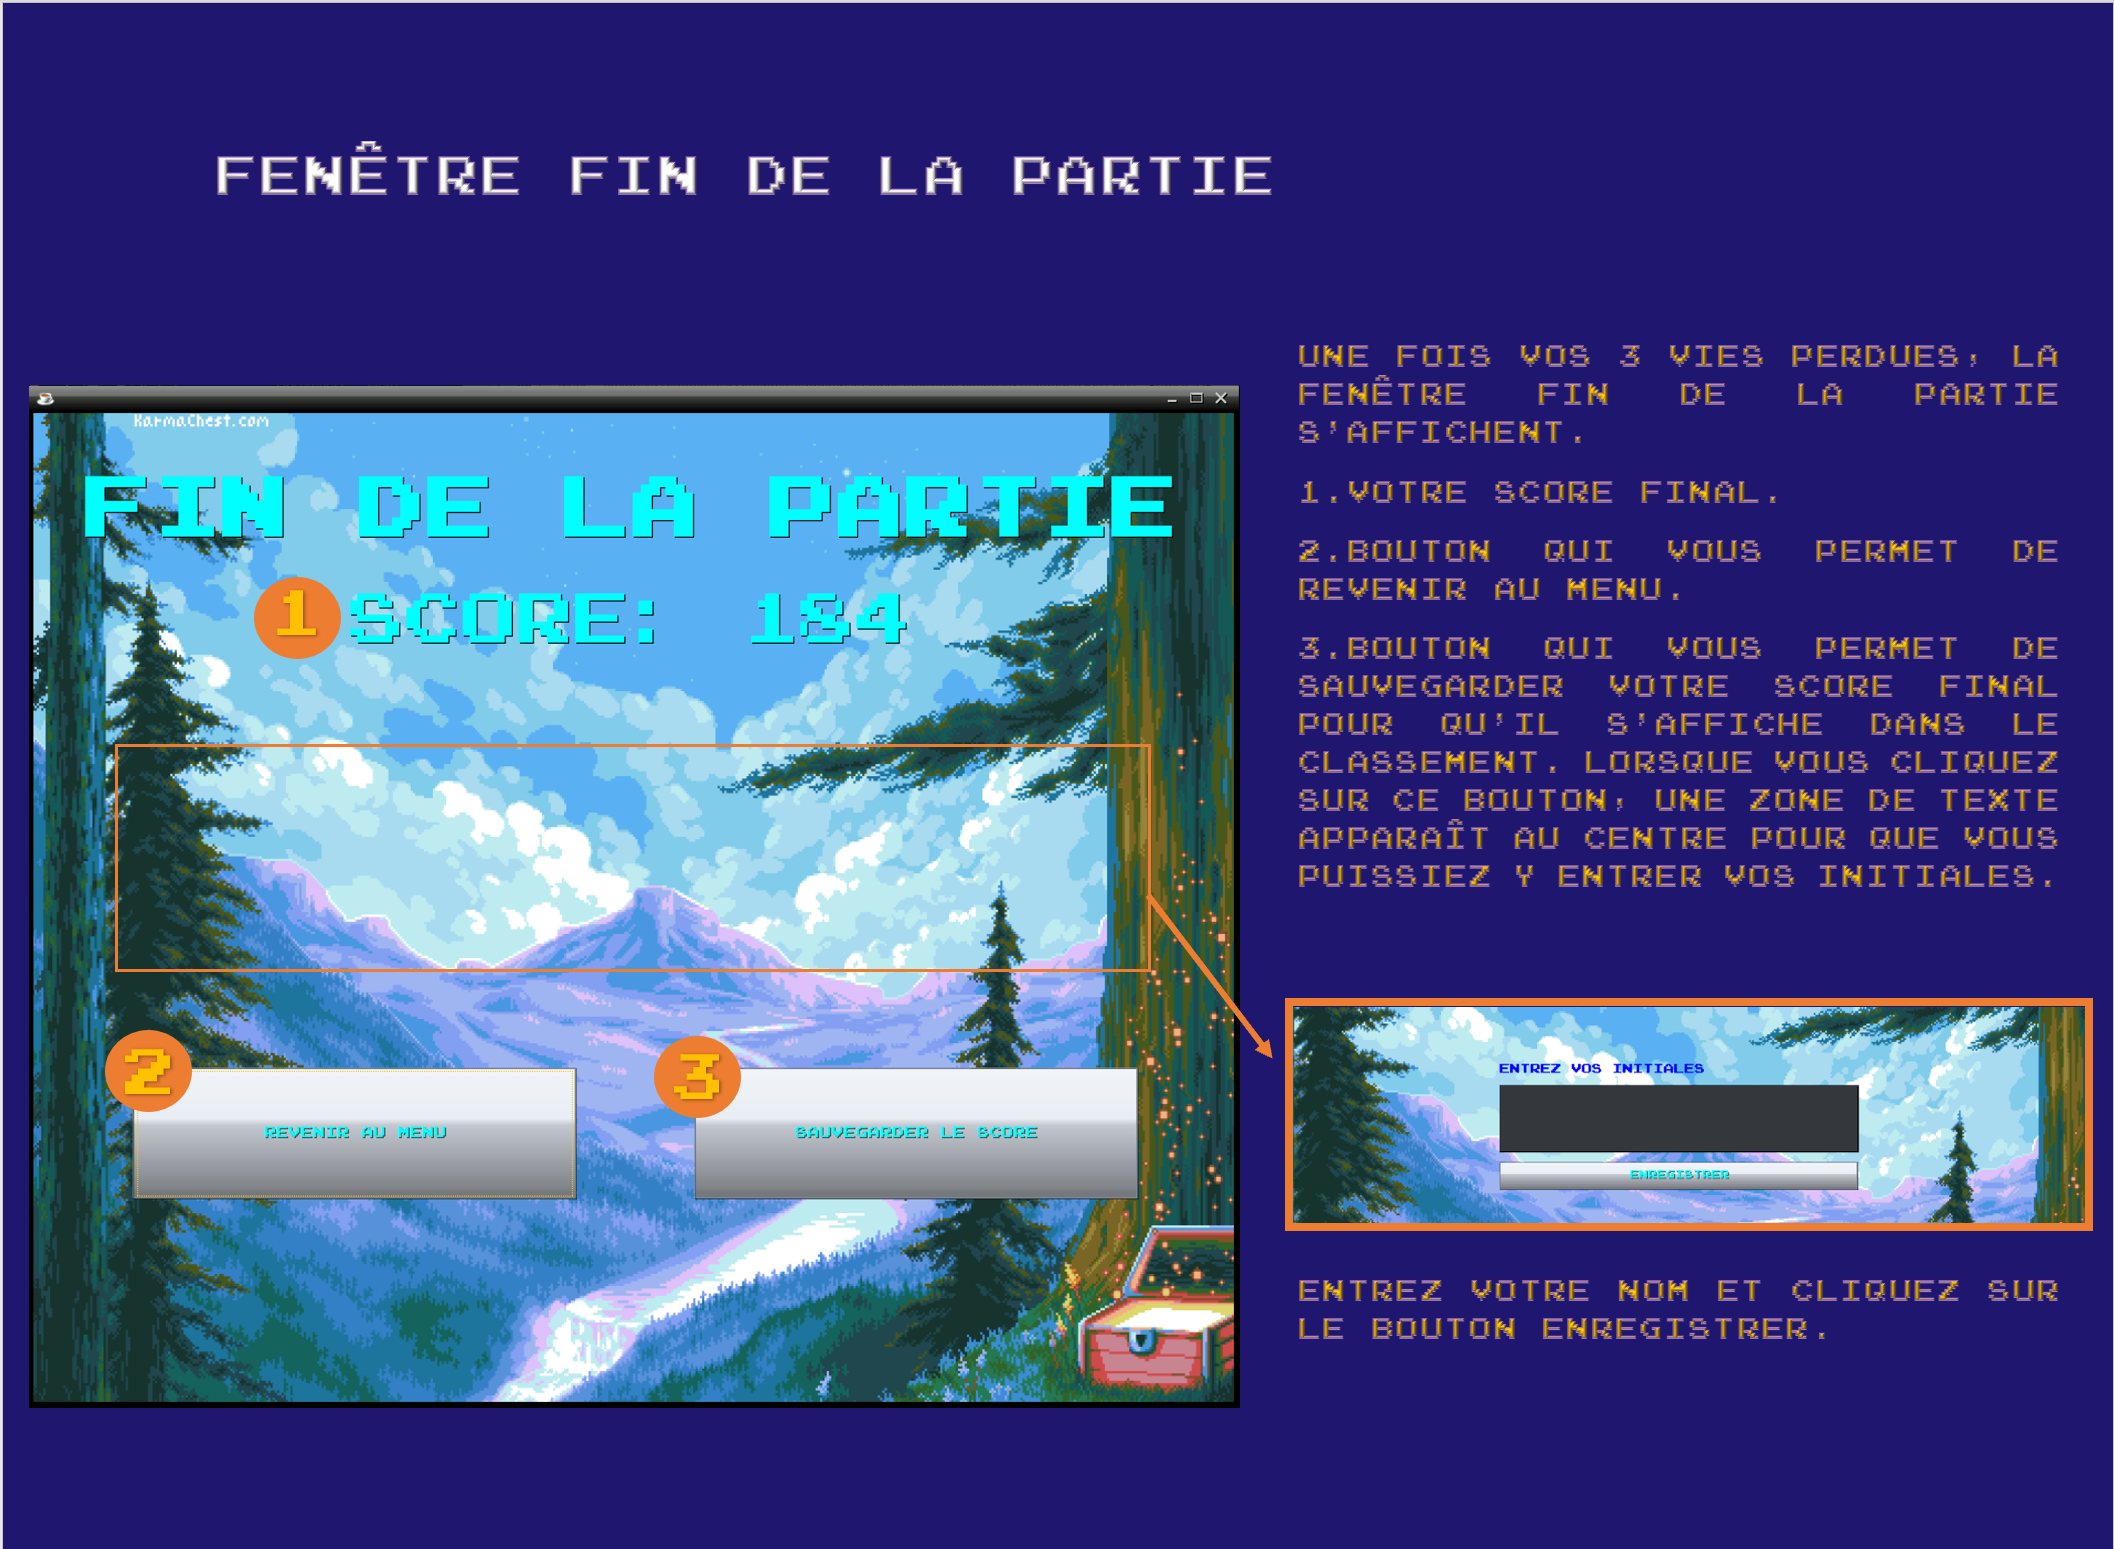 FENÊTRE FIN DE LA PARTIE
KarmaChest.com
FIN DE LA PARTIE
1 SCORE: 184
2
REVENIR AU MENU
3
SAUVEGARDER LE SCORE
UNE FOIS VOS 3 VIES PERDUES, LA
FENÊTRE FIN DE LA PARTIE
S'AFFICHENT.
1.VOTRE SCORE FINAL.
2.BOUTON QUI VOUS PERMET DE
REVENIR AU MENU.
3.BOUTON QUI VOUS PERMET DE
SAUVEGARDER VOTRE SCORE FINAL
POUR QU'IL S'AFFICHE DANS LE
CLASSEMENT. LORSQUE VOUS CLIQUEZ
SUR CE BOUTON, UNE ZONE DE TEXTE
APPARAÎT AU CENTRE POUR QUE VOUS
PUISSIEZ Y ENTRER VOS INITIALES.
ENTREZ VOS INITIALES
ENREGISTRER
ENTREZ VOTRE NOM ET CLIQUEZ SUR
LE BOUTON ENREGISTRER.